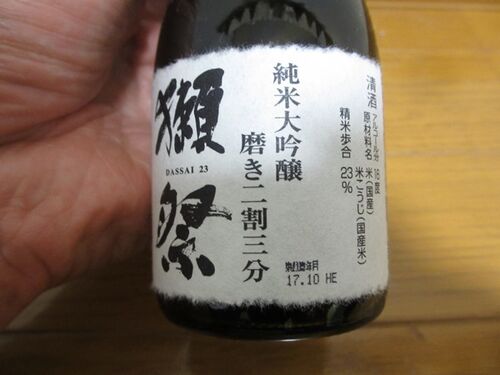 清酒
アルコール分 16度
原材料名 米(国産)
米こうじ(国産米)
精米歩合 23%
純米大吟醸
磨き二割三分
獺祭
DASSAI 23
製造年月
17.10 HE